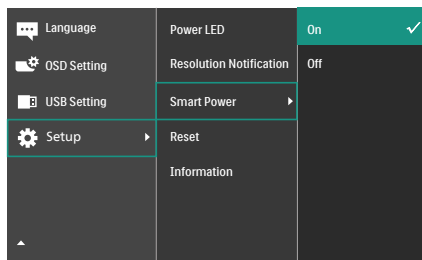 Language
OSD Setting
USB Setting
Setup
Power LED
Resolution Notification
Smart Power
Reset
Information
On
Off